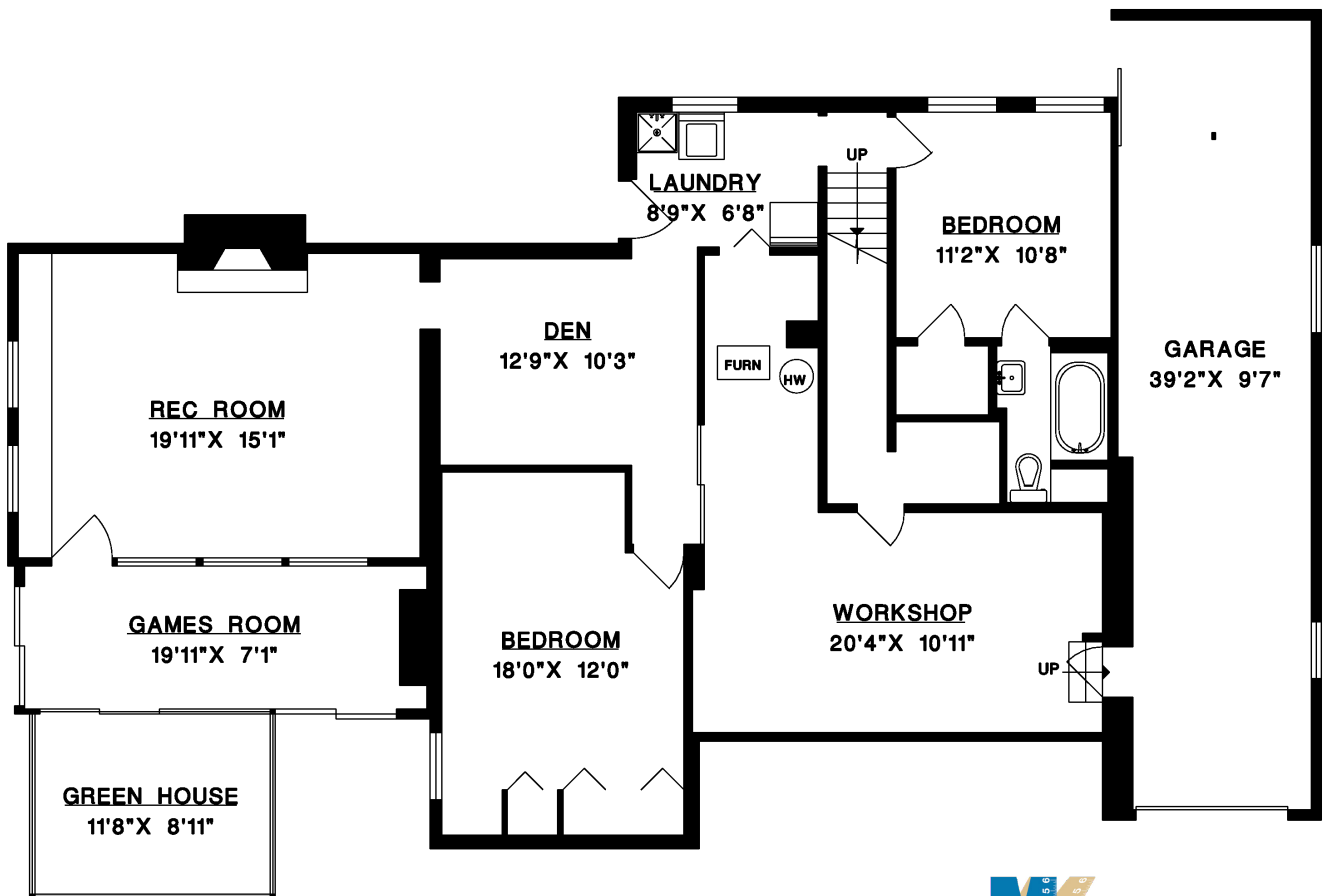 UP
LAUNDRY
8'9"X 6'8"
BEDROOM
11'2"X 10'8"
DEN
12'9"X 10'3"
FURN
HW
GARAGE
39'2"X 9'7"
REC ROOM
19'11"X 15'1"
GAMES ROOM
19'11"X 7'1"
BEDROOM
18'0"X 12'0"
WORKSHOP
20'4"X 10'11"
UP
GREEN HOUSE
11'8"X 8'11"